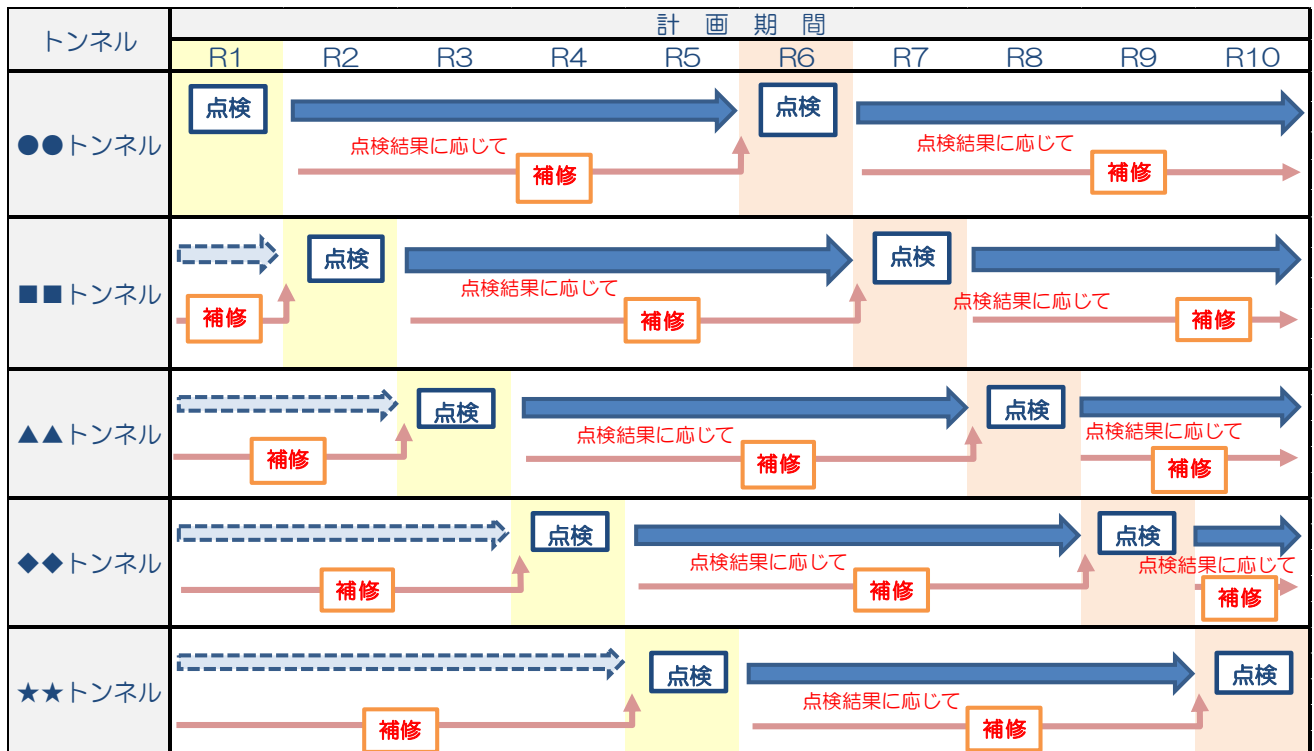 トンネル
計 画 期 間
R1 R2 R3 R4 R5 R6 R7 R8 R9 R10
●●トンネル
点検 点検
点検結果に応じて 点検結果に応じて
補修 補修
■■トンネル
点検 点検
点検結果に応じて 点検結果に応じて
補修 補修 補修
▲▲トンネル
点検 点検
点検結果に応じて 点検結果に応じて
補修 補修 補修
◆◆トンネル
点検 点検
点検結果に応じて 点検結果に応じて
補修 補修 補修
★★トンネル
点検 点検
点検結果に応じて
補修 補修